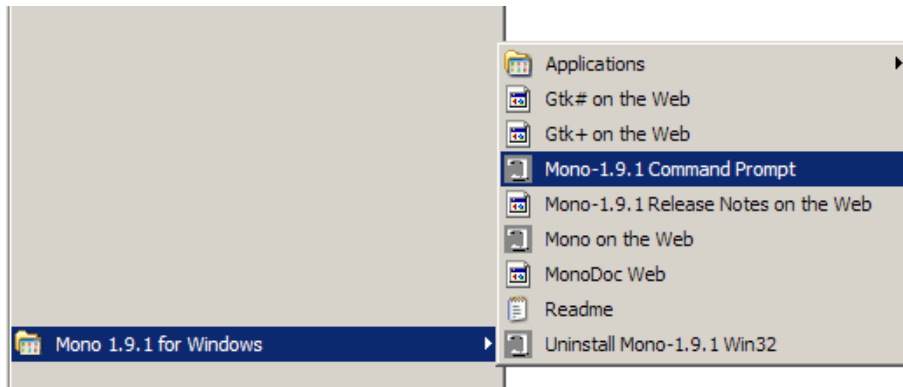 Applications
Gtk# on the Web
Gtk+ on the Web
Mono-1.9.1 Command Prompt
Mono-1.9.1 Release Notes on the Web
Mono on the Web
MonoDoc Web
Readme
Mono 1.9.1 for Windows
Uninstall Mono-1.9.1 Win32